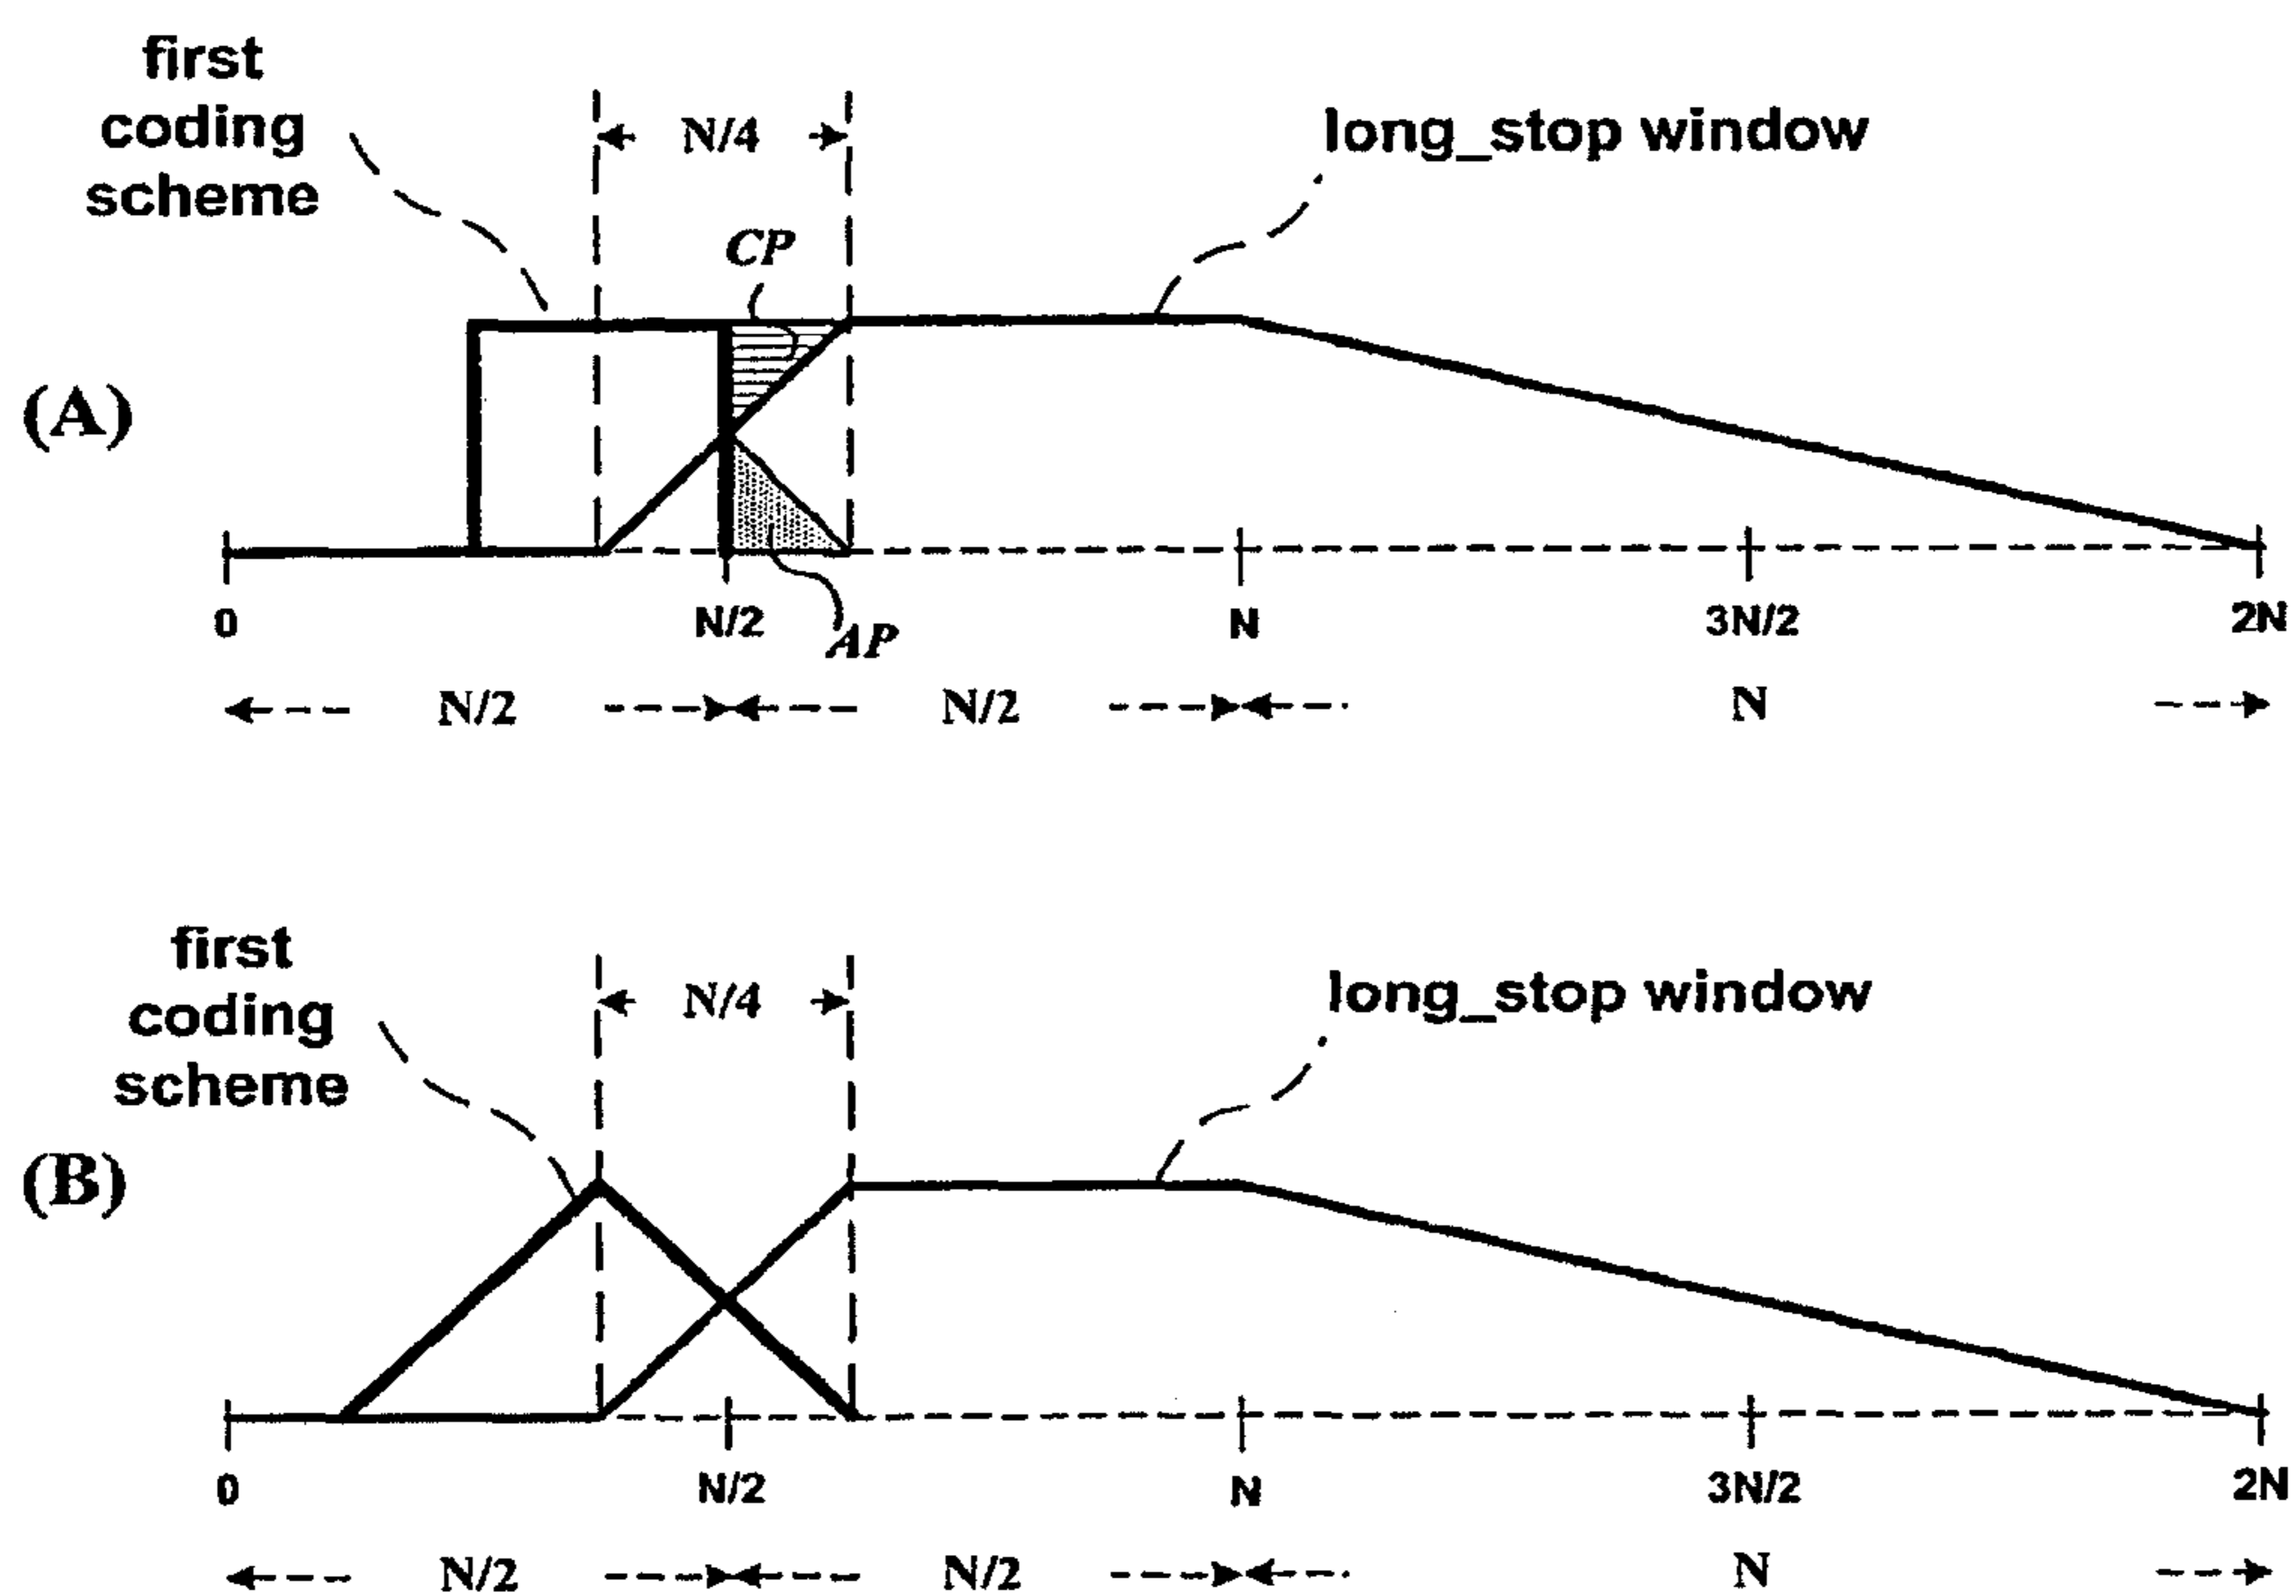 first
coding
scheme
N/4
long_stop window
CP
(A)
0
N/2
AP
N
3N/2
2N
N/2
N/2
N
first
coding
scheme
N/4
long_stop window
(B)
0
N/2
N
3N/2
2N
N/2
N/2
N